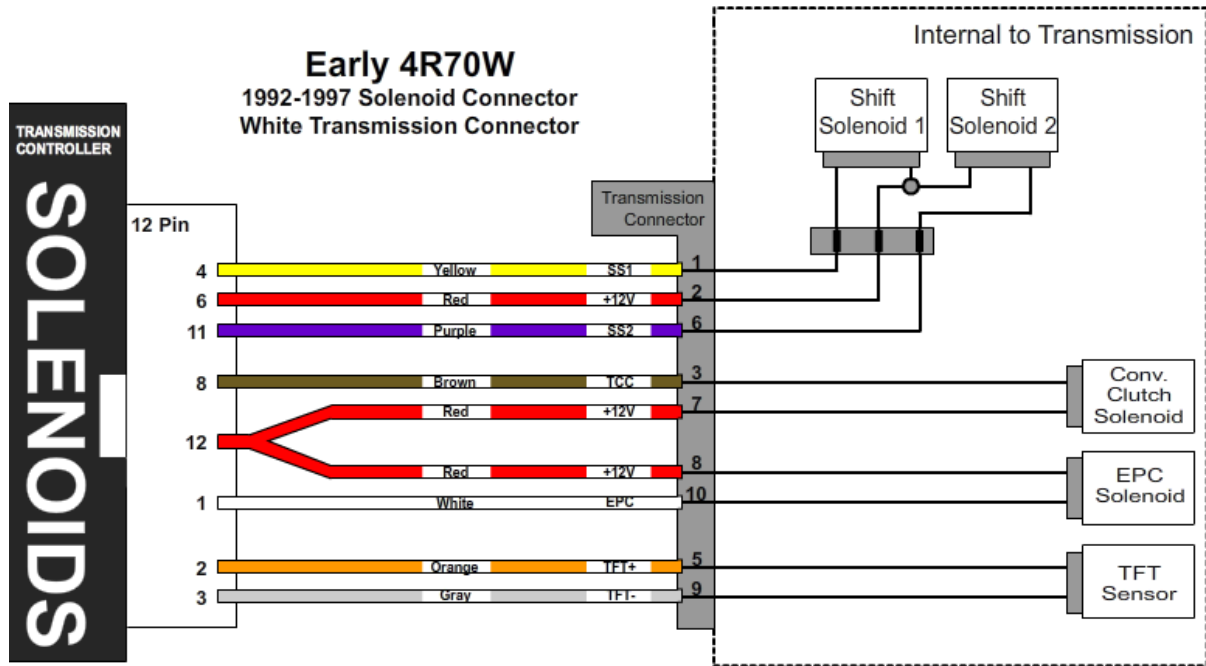 Early 4R70W
1992-1997 Solenoid Connector
White Transmission Connector
Internal to Transmission
TRANSMISSION
CONTROLLER
SOLENOIDS
12 Pin
Transmission
Connector
Shift
Solenoid 1
Shift
Solenoid 2
4 Yellow SS1 1
6 Red +12V 2
11 Purple SS2 6
8 Brown TCC 3
Red +12V 7
12
Red +12V 8
1 White EPC 10
2 Orange TFT+ 5
3 Gray TFT- 9
Conv.
Clutch
Solenoid
EPC
Solenoid
TFT
Sensor